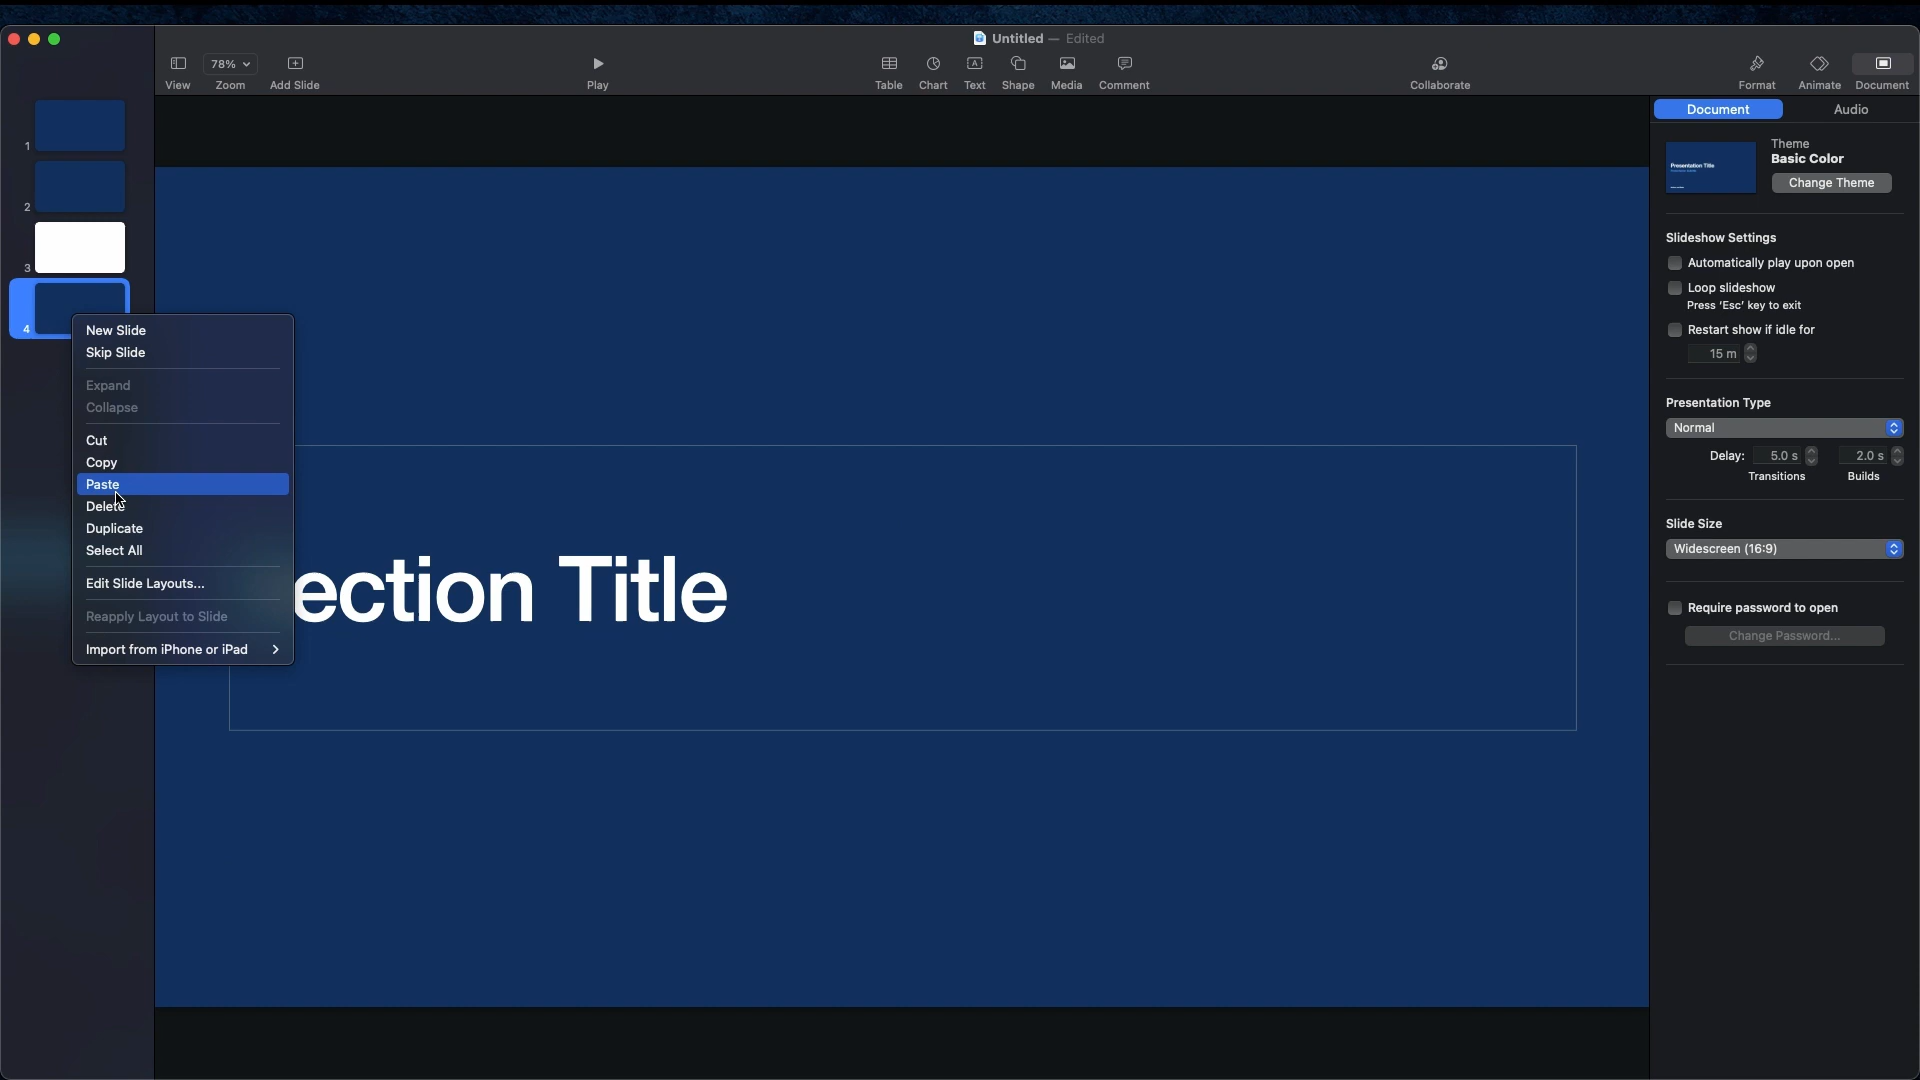 Untitled — Edited
View
78%
Zoom
Add Slide
Play
Table
Chart
Text
Shape
Media
Comment
Collaborate
Format
Animate
Document
1
2
3
4
New Slide
Skip Slide
Expand
Collapse
Cut
Copy
Paste
Delete
Duplicate
Select All
Edit Slide Layouts...
Reapply Layout to Slide
Import from iPhone or iPad
ection Title
Document
Audio
Presentation Title
Theme
Basic Color
Change Theme
Slideshow Settings
Automatically play upon open
Loop slideshow
Press 'Esc' key to exit
Restart show if idle for
15 m
Presentation Type
Normal
Delay: 5.0 s 2.0 s
Transitions Builds
Slide Size
Widescreen (16:9)
Require password to open
Change Password...